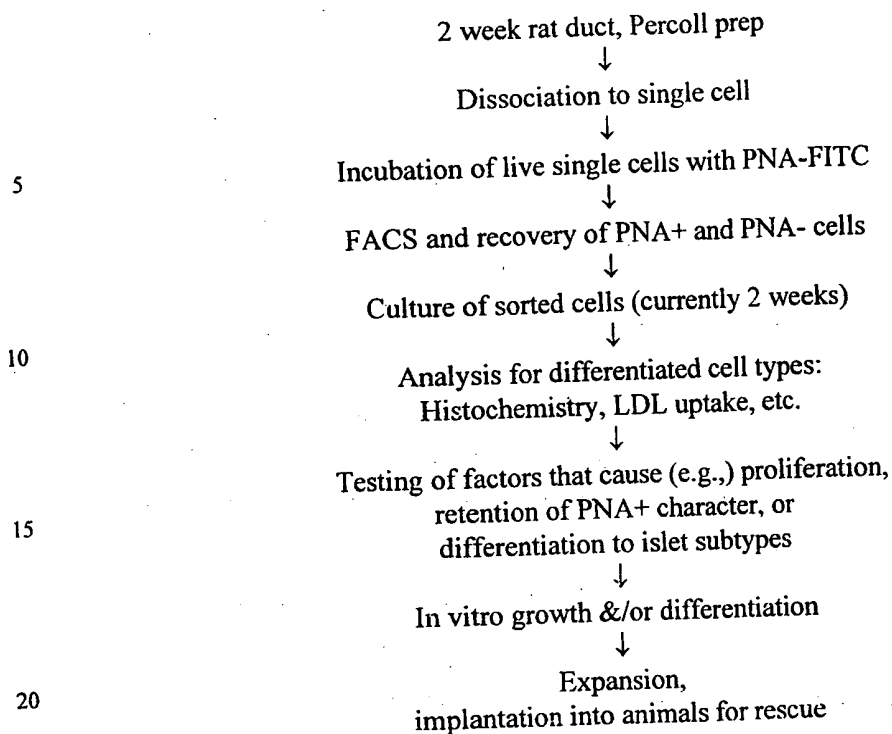 2 week rat duct, Percoll prep
↓
Dissociation to single cell
↓
5 Incubation of live single cells with PNA-FITC
↓
FACS and recovery of PNA+ and PNA- cells
↓
Culture of sorted cells (currently 2 weeks)
↓
10 Analysis for differentiated cell types:
Histochemistry, LDL uptake, etc.
↓
Testing of factors that cause (e.g.,) proliferation,
15 retention of PNA+ character, or
differentiation to islet subtypes
↓
In vitro growth &/or differentiation
↓
20 Expansion,
implantation into animals for rescue